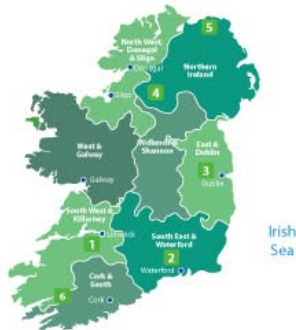 5
North West,
Donegal
& Sligo
Donegal
Northern
Ireland
Sligo
4
West &
Galway
Midlands &
Shannon
East &
Dublin
3
Dublin
Galway
South West &
Killarney
Limerick
1
South East &
Waterford
2
Waterford
Irish
Sea
Cork &
South
6
Cork